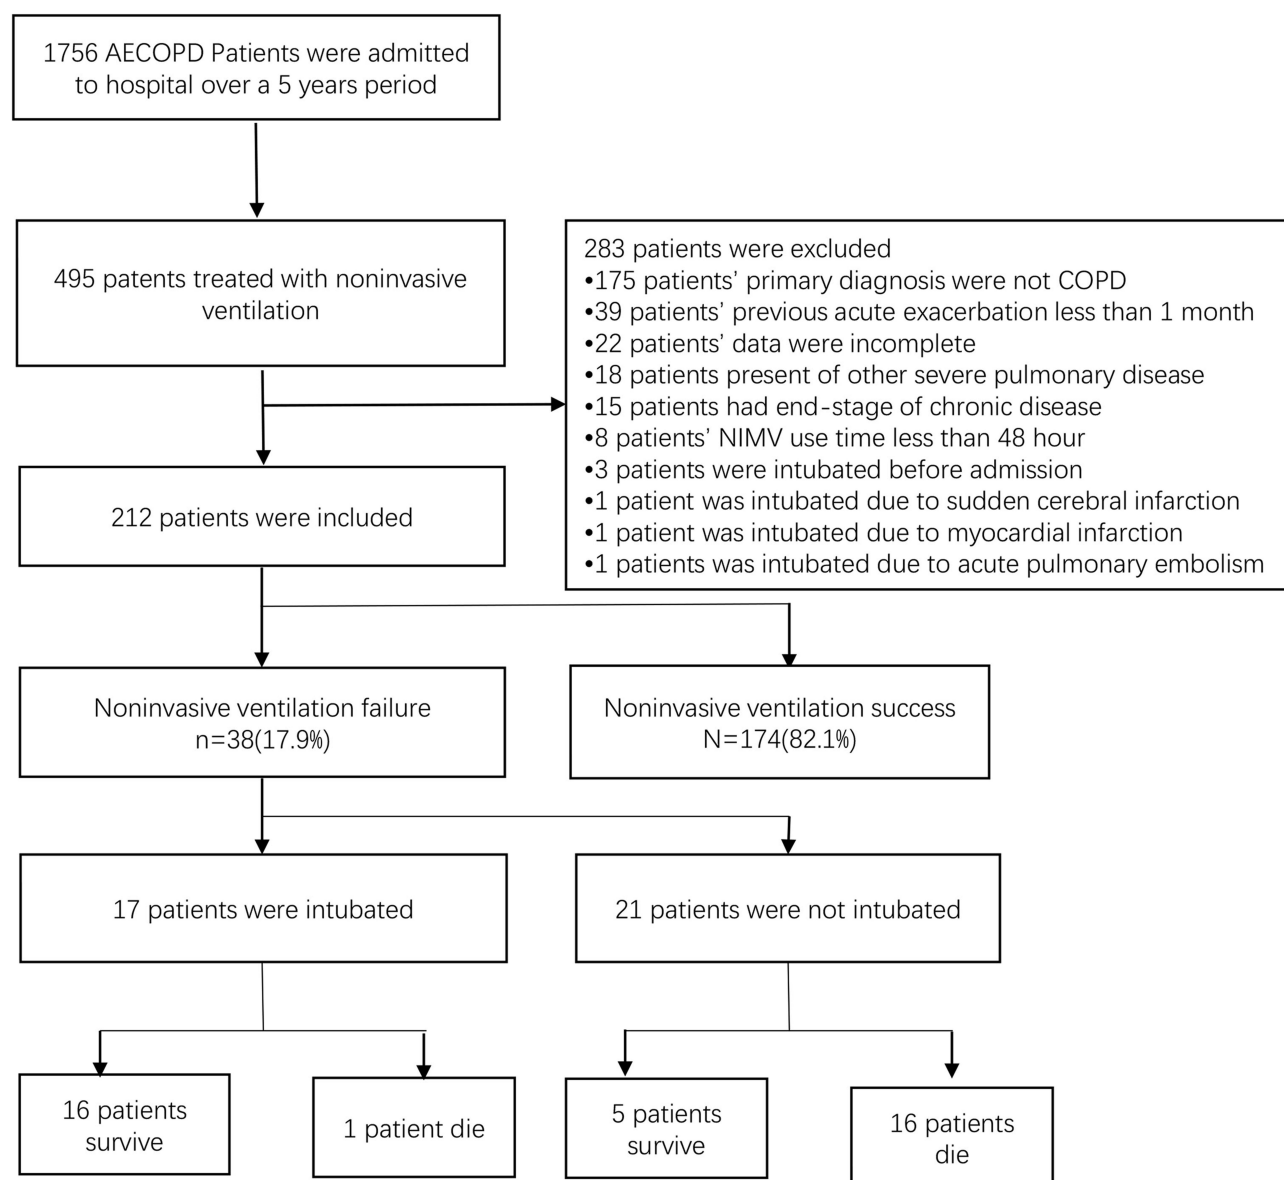 1756 AECOPD Patients were admitted
to hospital over a 5 years period
495 patents treated with noninvasive
ventilation
283 patients were excluded
•175 patients’ primary diagnosis were not COPD
•39 patients’ previous acute exacerbation less than 1 month
•22 patients’ data were incomplete
•18 patients present of other severe pulmonary disease
•15 patients had end-stage of chronic disease
•8 patients’ NIMV use time less than 48 hour
•3 patients were intubated before admission
•1 patient was intubated due to sudden cerebral infarction
•1 patient was intubated due to myocardial infarction
•1 patients was intubated due to acute pulmonary embolism
212 patients were included
Noninvasive ventilation failure
n=38(17.9%)
Noninvasive ventilation success
N=174(82.1%)
17 patients were intubated
21 patients were not intubated
16 patients
survive
1 patient die
5 patients
survive
16 patients
die